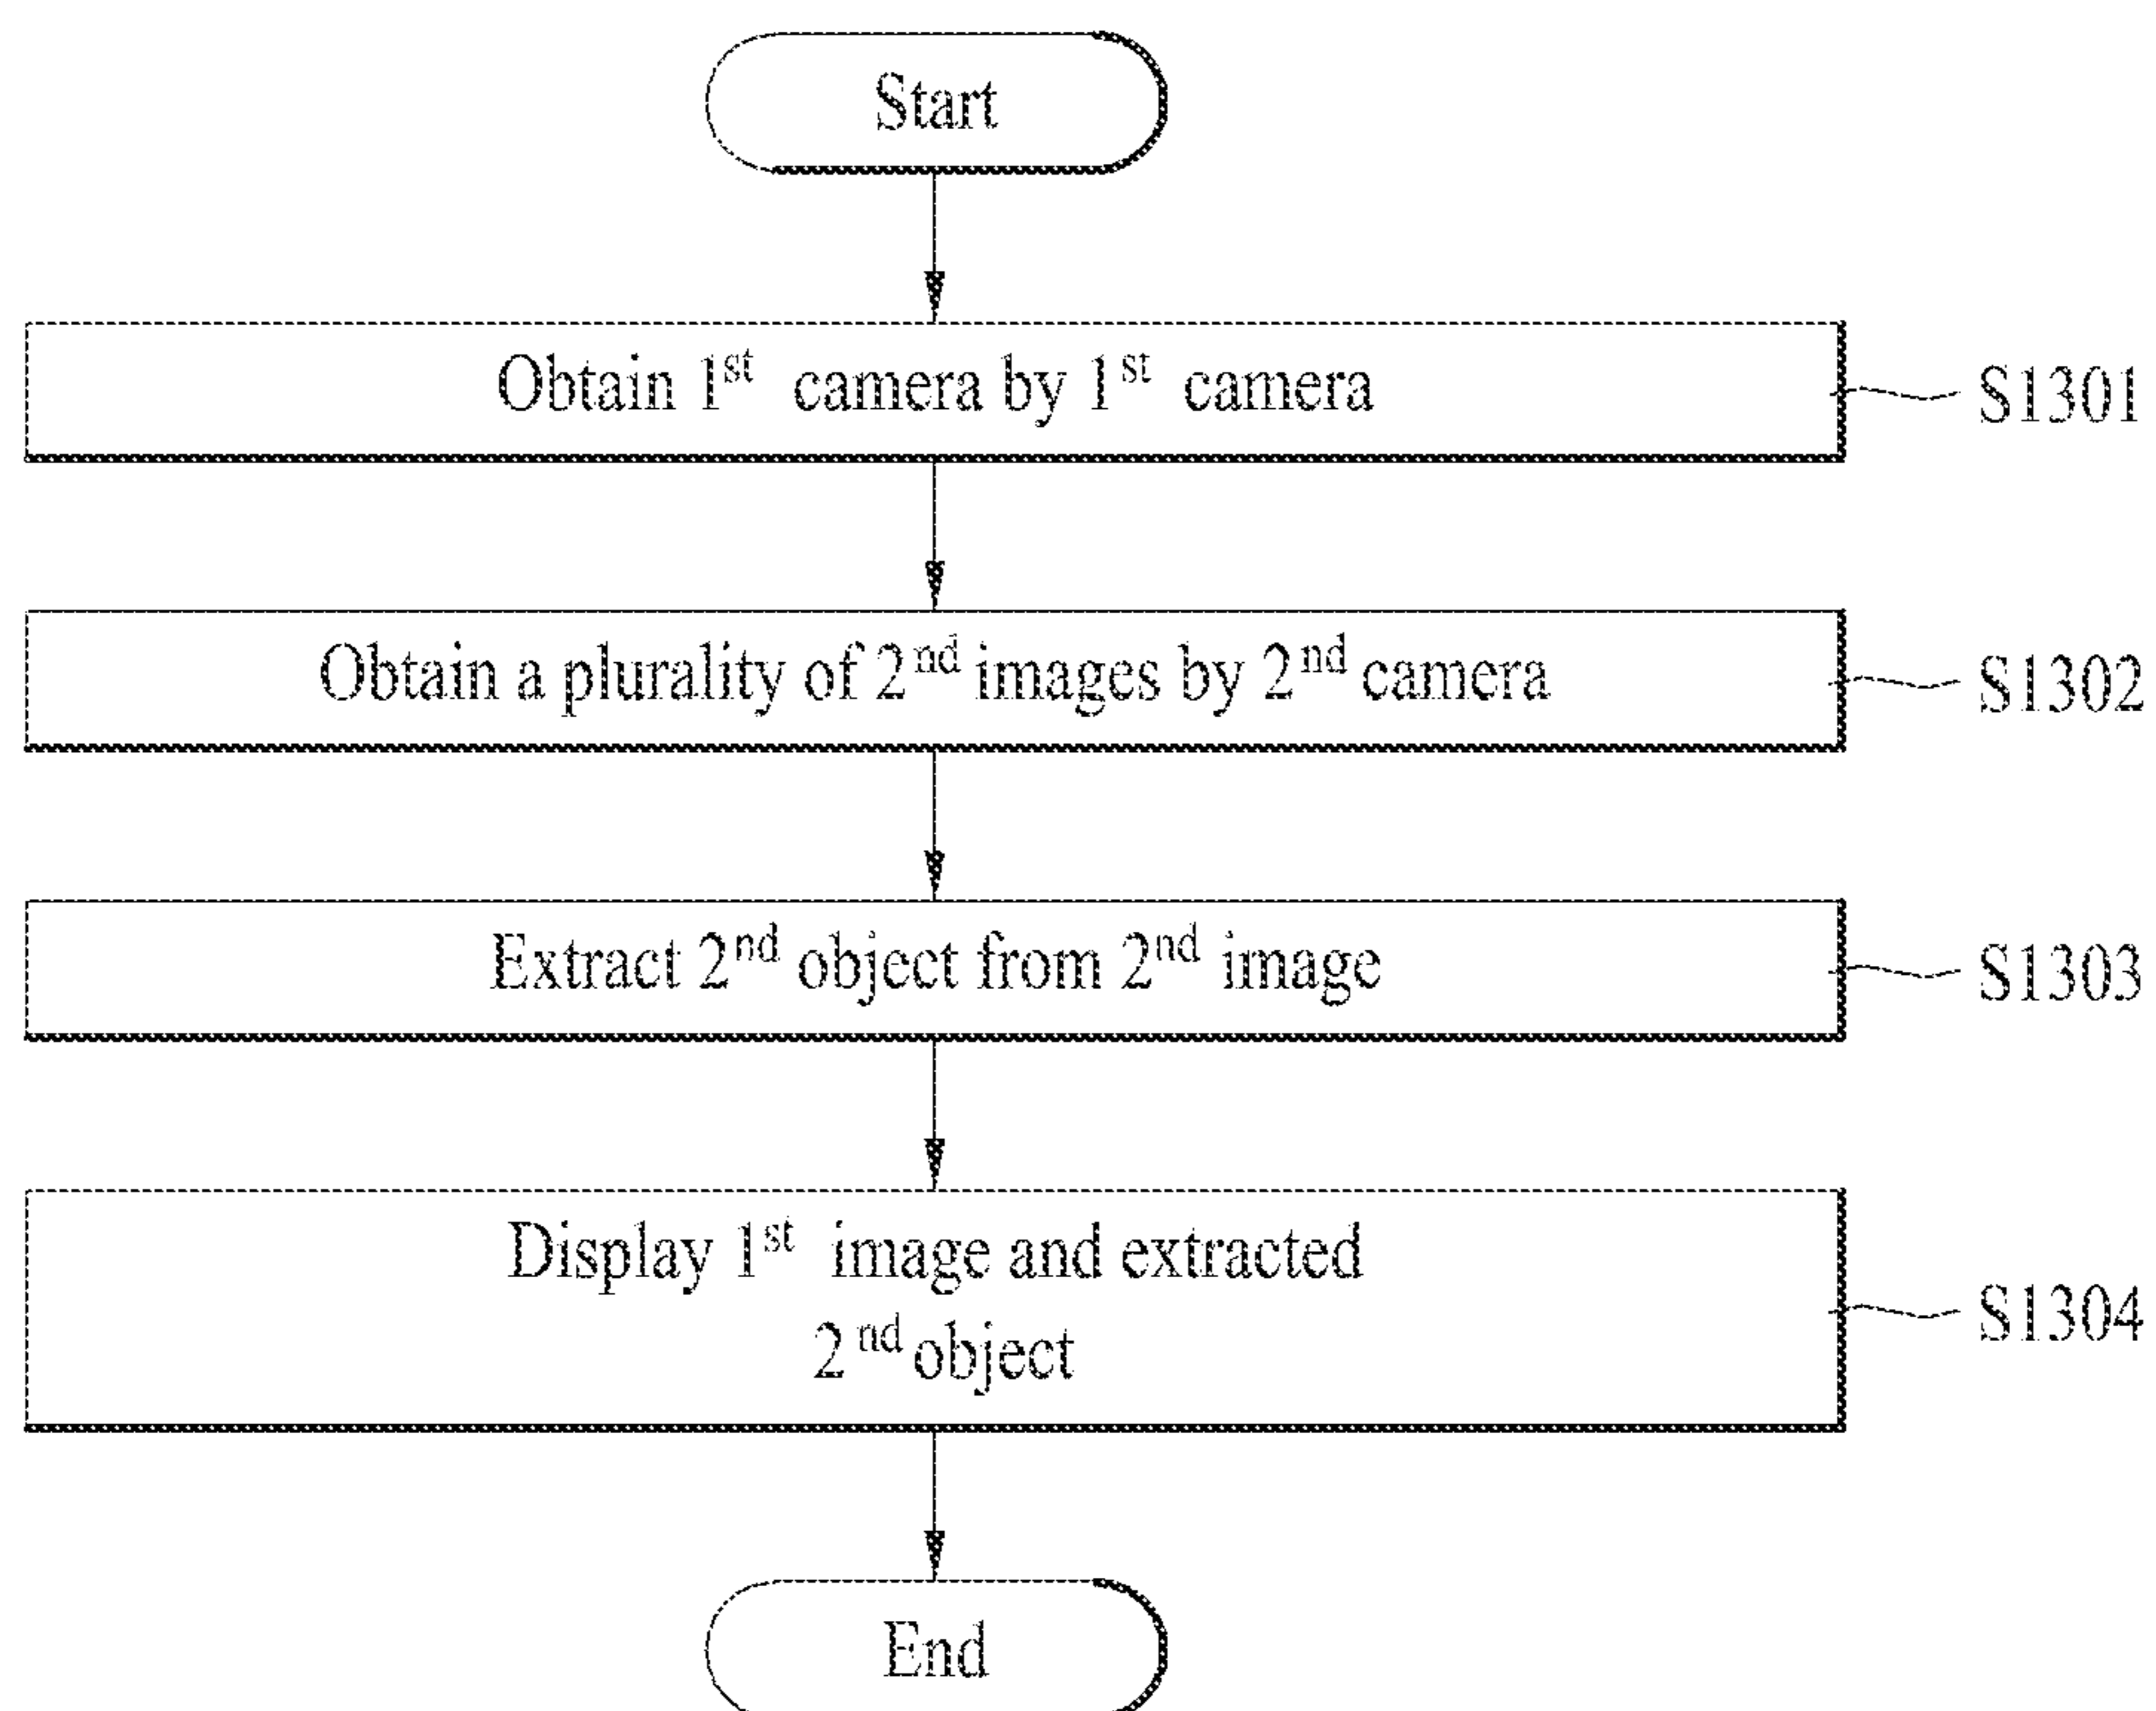 Start
Obtain 1st camera by 1st camera
S1301
Obtain a plurality of 2nd images by 2nd camera
S1302
Extract 2nd object from 2nd image
S1303
Display 1st image and extracted
2nd object
S1304
End